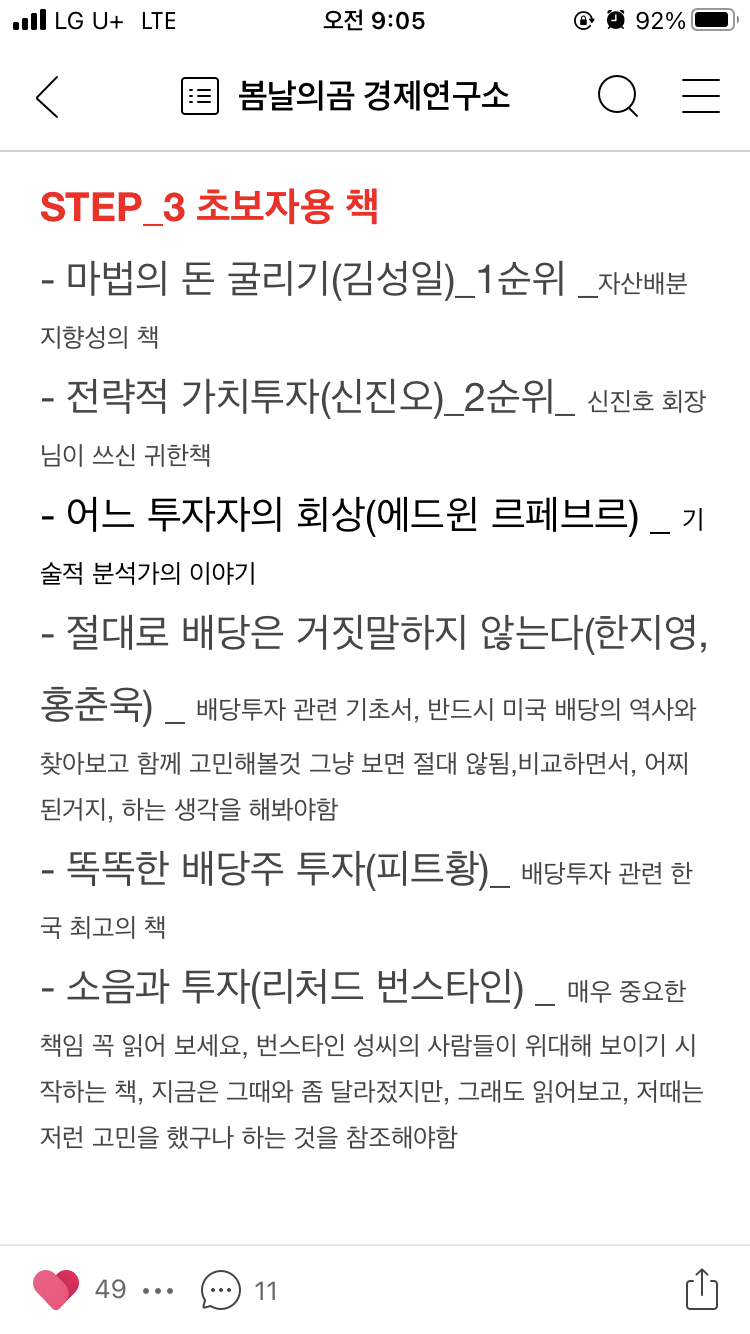 LG U+ LTE 오전 9:05 92%
봄날의곰 경제연구소
STEP_3 초보자용 책
- 마법의 돈 굴리기(김성일)_1순위 _자산배분
지향성의 책
- 전략적 가치투자(신진오)_2순위_ 신진호 회장
님이 쓰신 귀한책
- 어느 투자자의 회상(에드윈 르페브르) _ 기
술적 분석가의 이야기
- 절대로 배당은 거짓말하지 않는다(한지영,
홍춘욱) _ 배당투자 관련 기초서, 반드시 미국 배당의 역사와
찾아보고 함께 고민해볼것 그냥 보면 절대 않됨,비교하면서, 어찌
된거지, 하는 생각을 해봐야함
- 똑똑한 배당주 투자(피트황)_ 배당투자 관련 한
국 최고의 책
- 소음과 투자(리처드 번스타인) _ 매우 중요한
책임 꼭 읽어 보세요, 번스타인 성씨의 사람들이 위대해 보이기 시
작하는 책, 지금은 그때와 좀 달라젔지만, 그래도 읽어보고, 저때는
저런 고민을 했구나 하는 것을 참조해야함
49 ••• 11